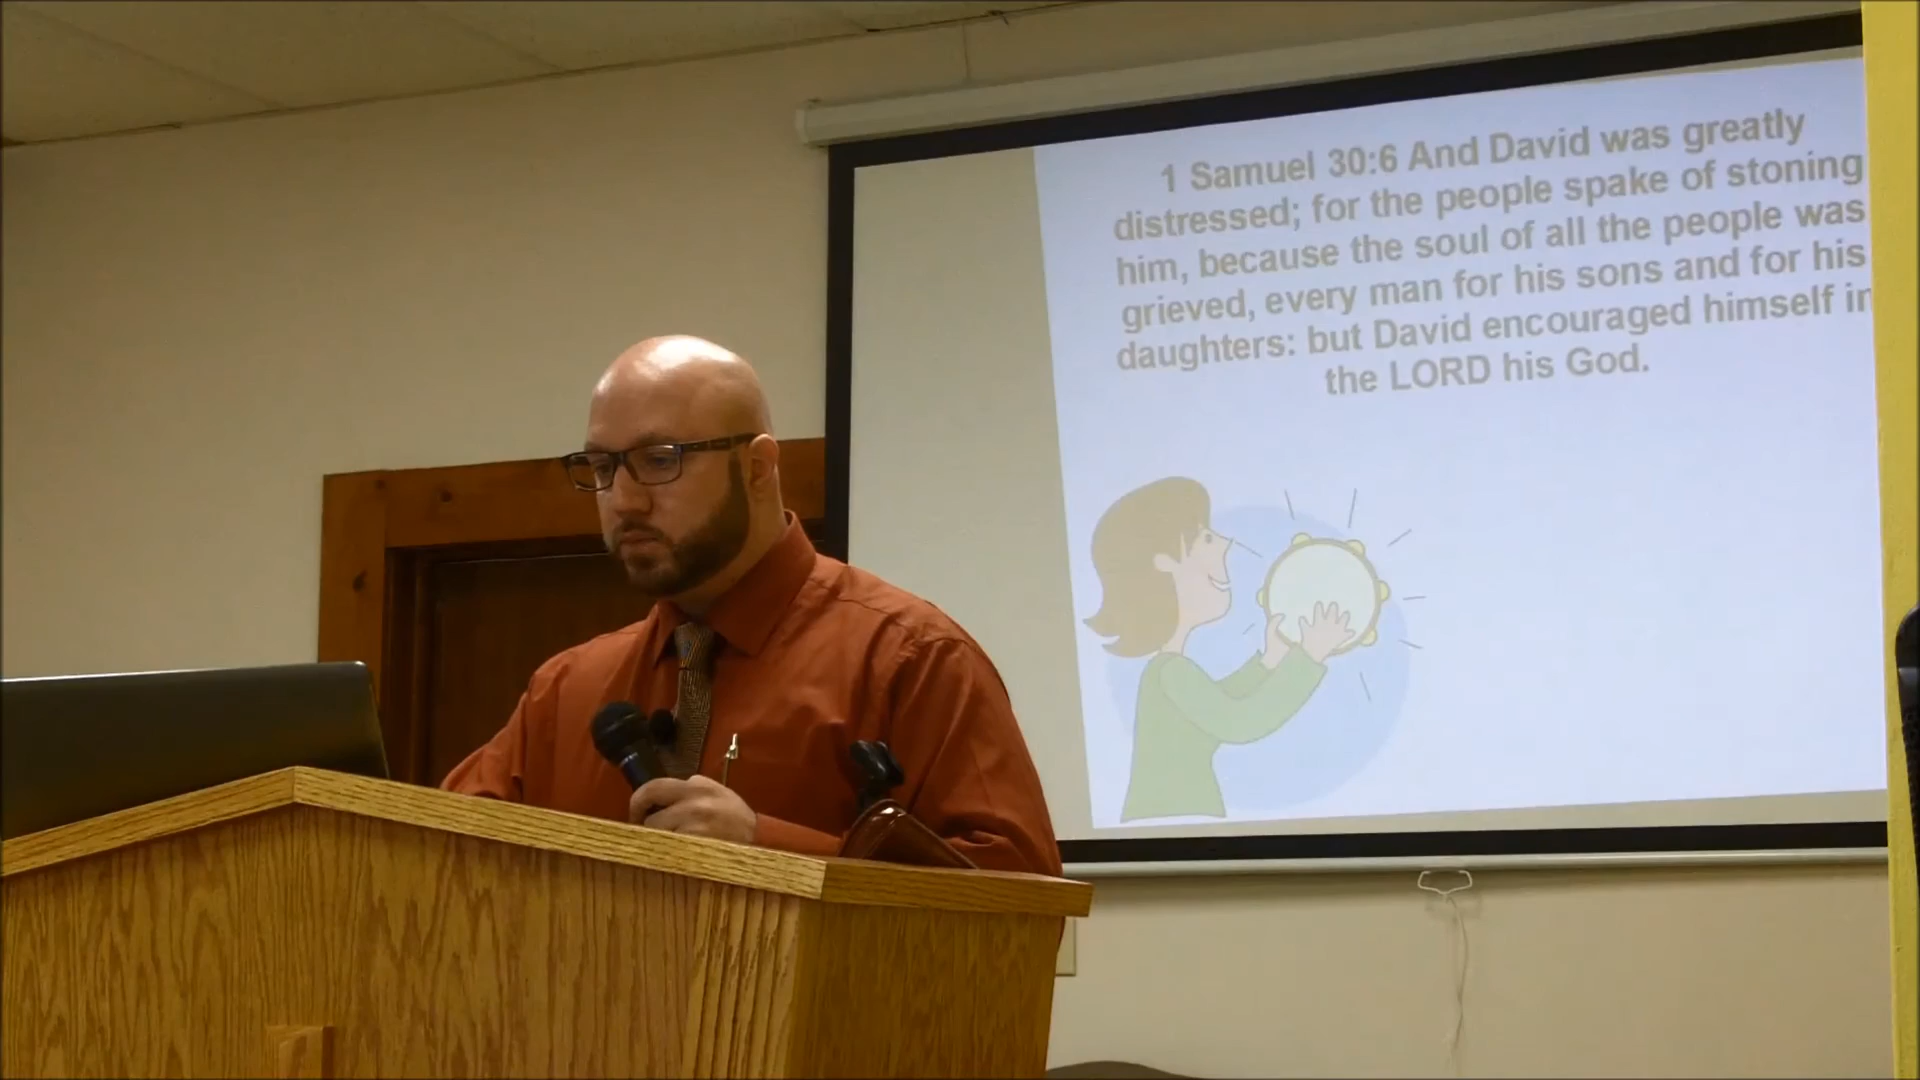 1 Samuel 30:6 And David was greatly
distressed; for the people spake of stoning
him, because the soul of all the people was
grieved, every man for his sons and for his
daughters: but David encouraged himself in
the LORD his God.